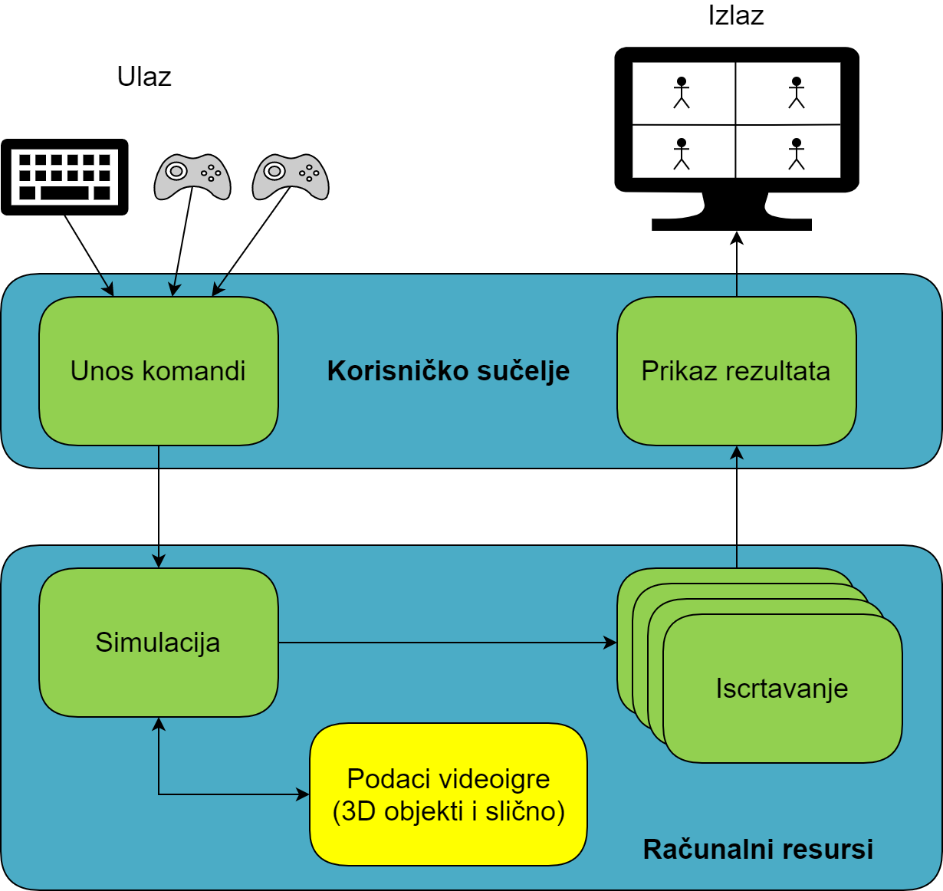 Izlaz
Ulaz
Unos komandi
Korisničko sučelje
Prikaz rezultata
Simulacija
Iscrtavanje
Podaci videoigre
(3D objekti i slično)
Računalni resursi